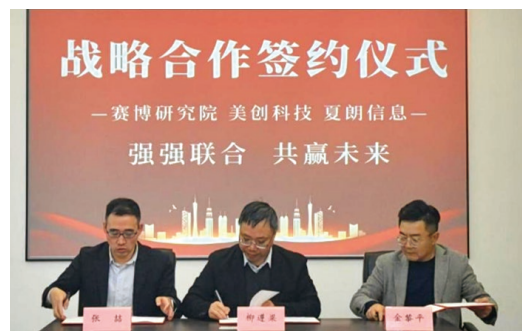 战略合作签约仪式
—赛博研究院 美创科技 夏朗信息—
强强联合 共赢未来
张喆
柳遵梁
金黎平